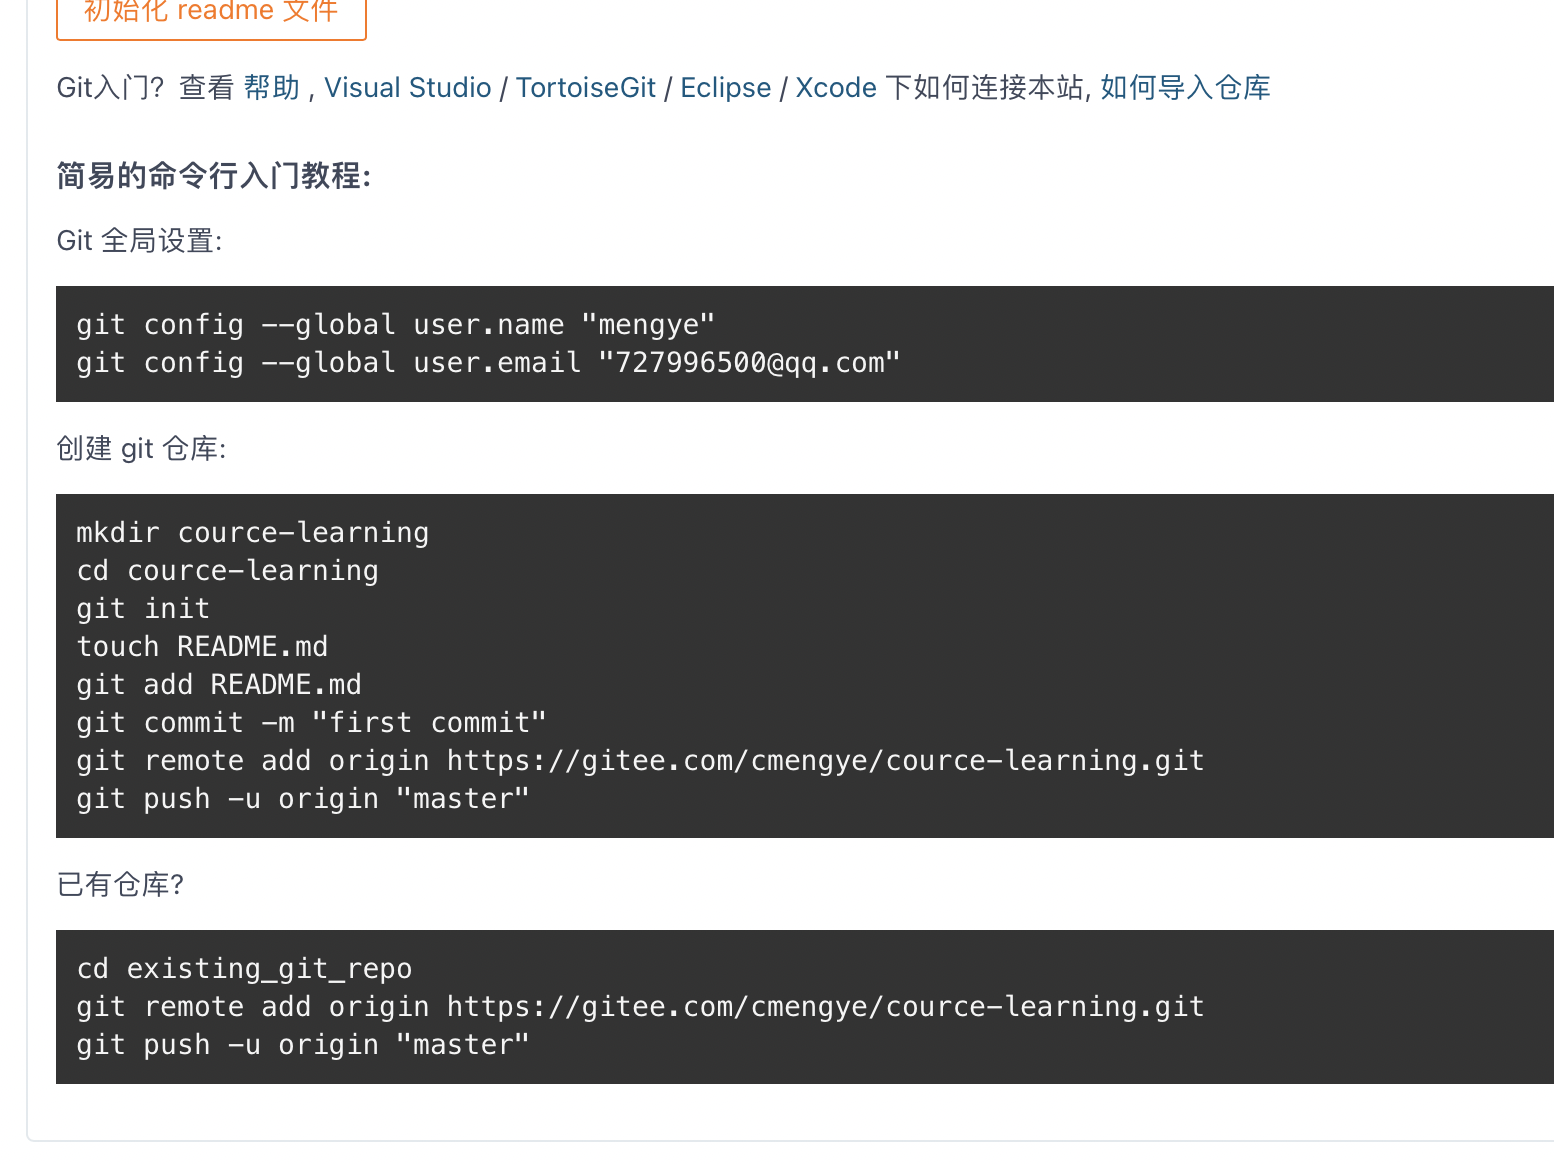 初始化 readme 文件
Git入门？查看 帮助 , Visual Studio / TortoiseGit / Eclipse / Xcode 下如何连接本站, 如何导入仓库
简易的命令行入门教程:
Git 全局设置:
git config --global user.name "mengye"
git config --global user.email "727996500@qq.com"
创建 git 仓库:
mkdir cource-learning
cd cource-learning
git init
touch README.md
git add README.md
git commit -m "first commit"
git remote add origin https://gitee.com/cmengye/cource-learning.git
git push -u origin "master"
已有仓库?
cd existing_git_repo
git remote add origin https://gitee.com/cmengye/cource-learning.git
git push -u origin "master"